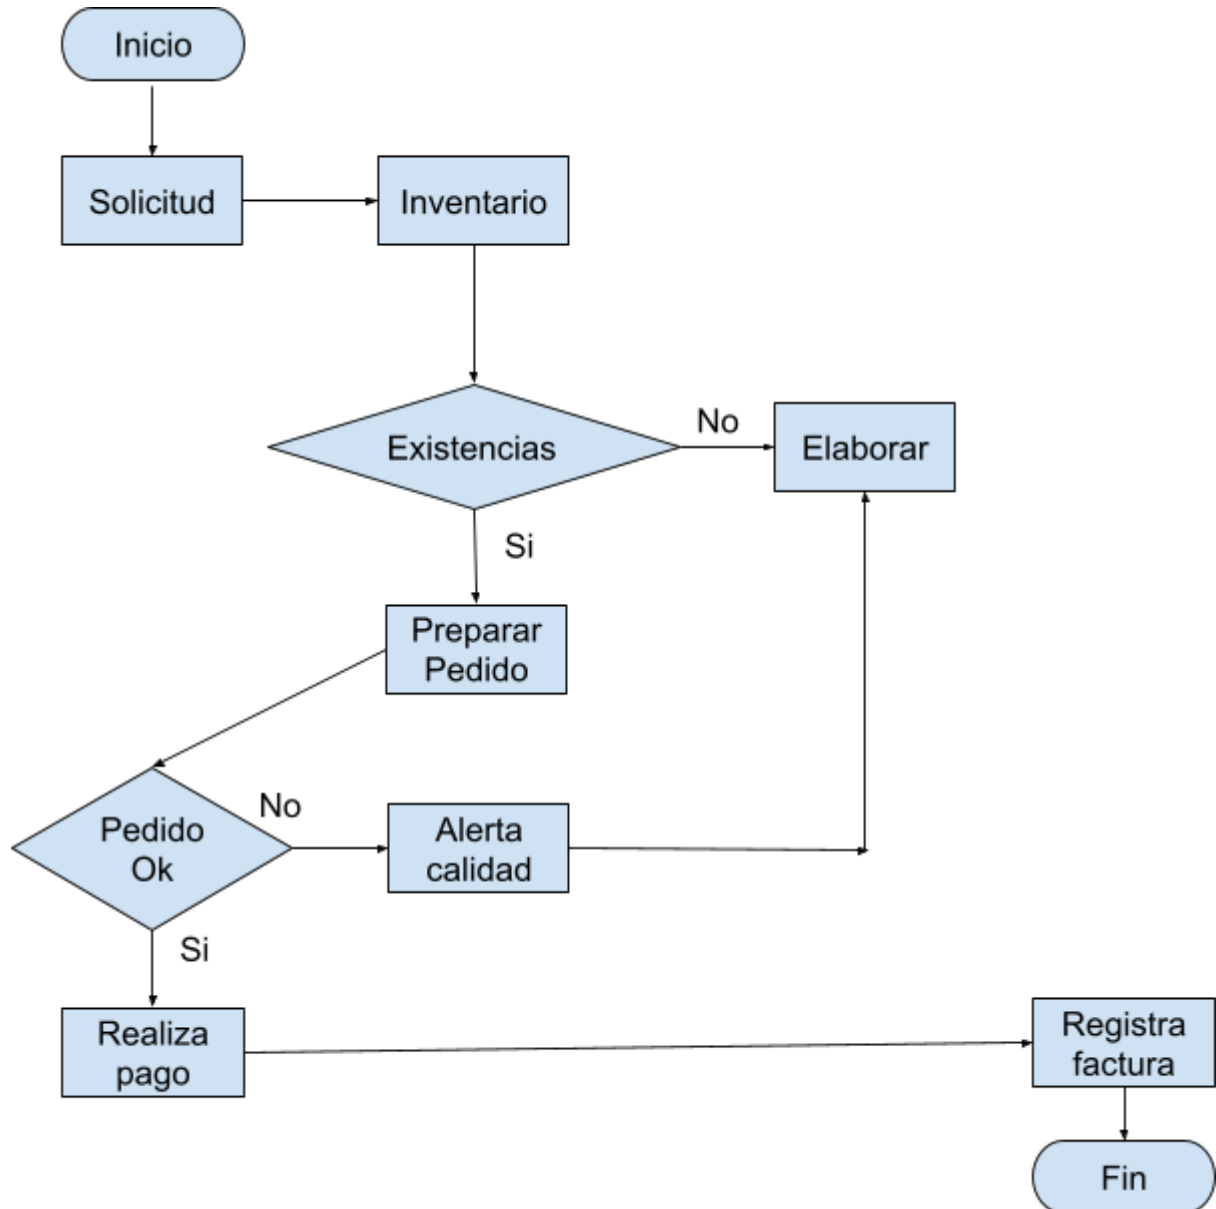 Inicio
Solicitud
Inventario
Existencias
No
Elaborar
Si
Preparar
Pedido
Pedido
Ok
No
Alerta
calidad
Si
Realiza
pago
Registra
factura
Fin